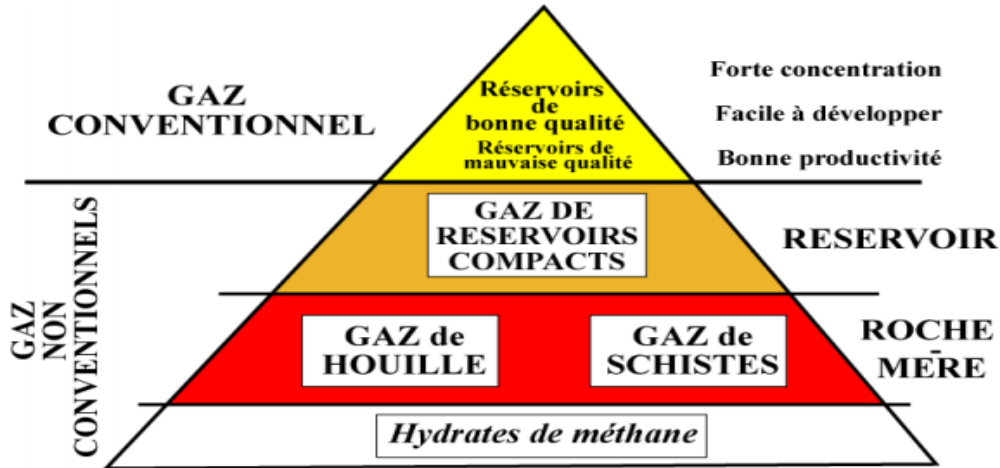 GAZ
CONVENTIONNEL
Réservoirs
de
bonne qualité
Réservoirs de
mauvaise qualité
Forte concentration
Facile à développer
Bonne productivité
GAZ
NON
CONVENTIONNELS
GAZ DE
RESERVOIRS
COMPACTS
RESERVOIR
GAZ de
HOUILLE
GAZ de
SCHISTES
ROCHE
-
MERE
Hydrates de méthane